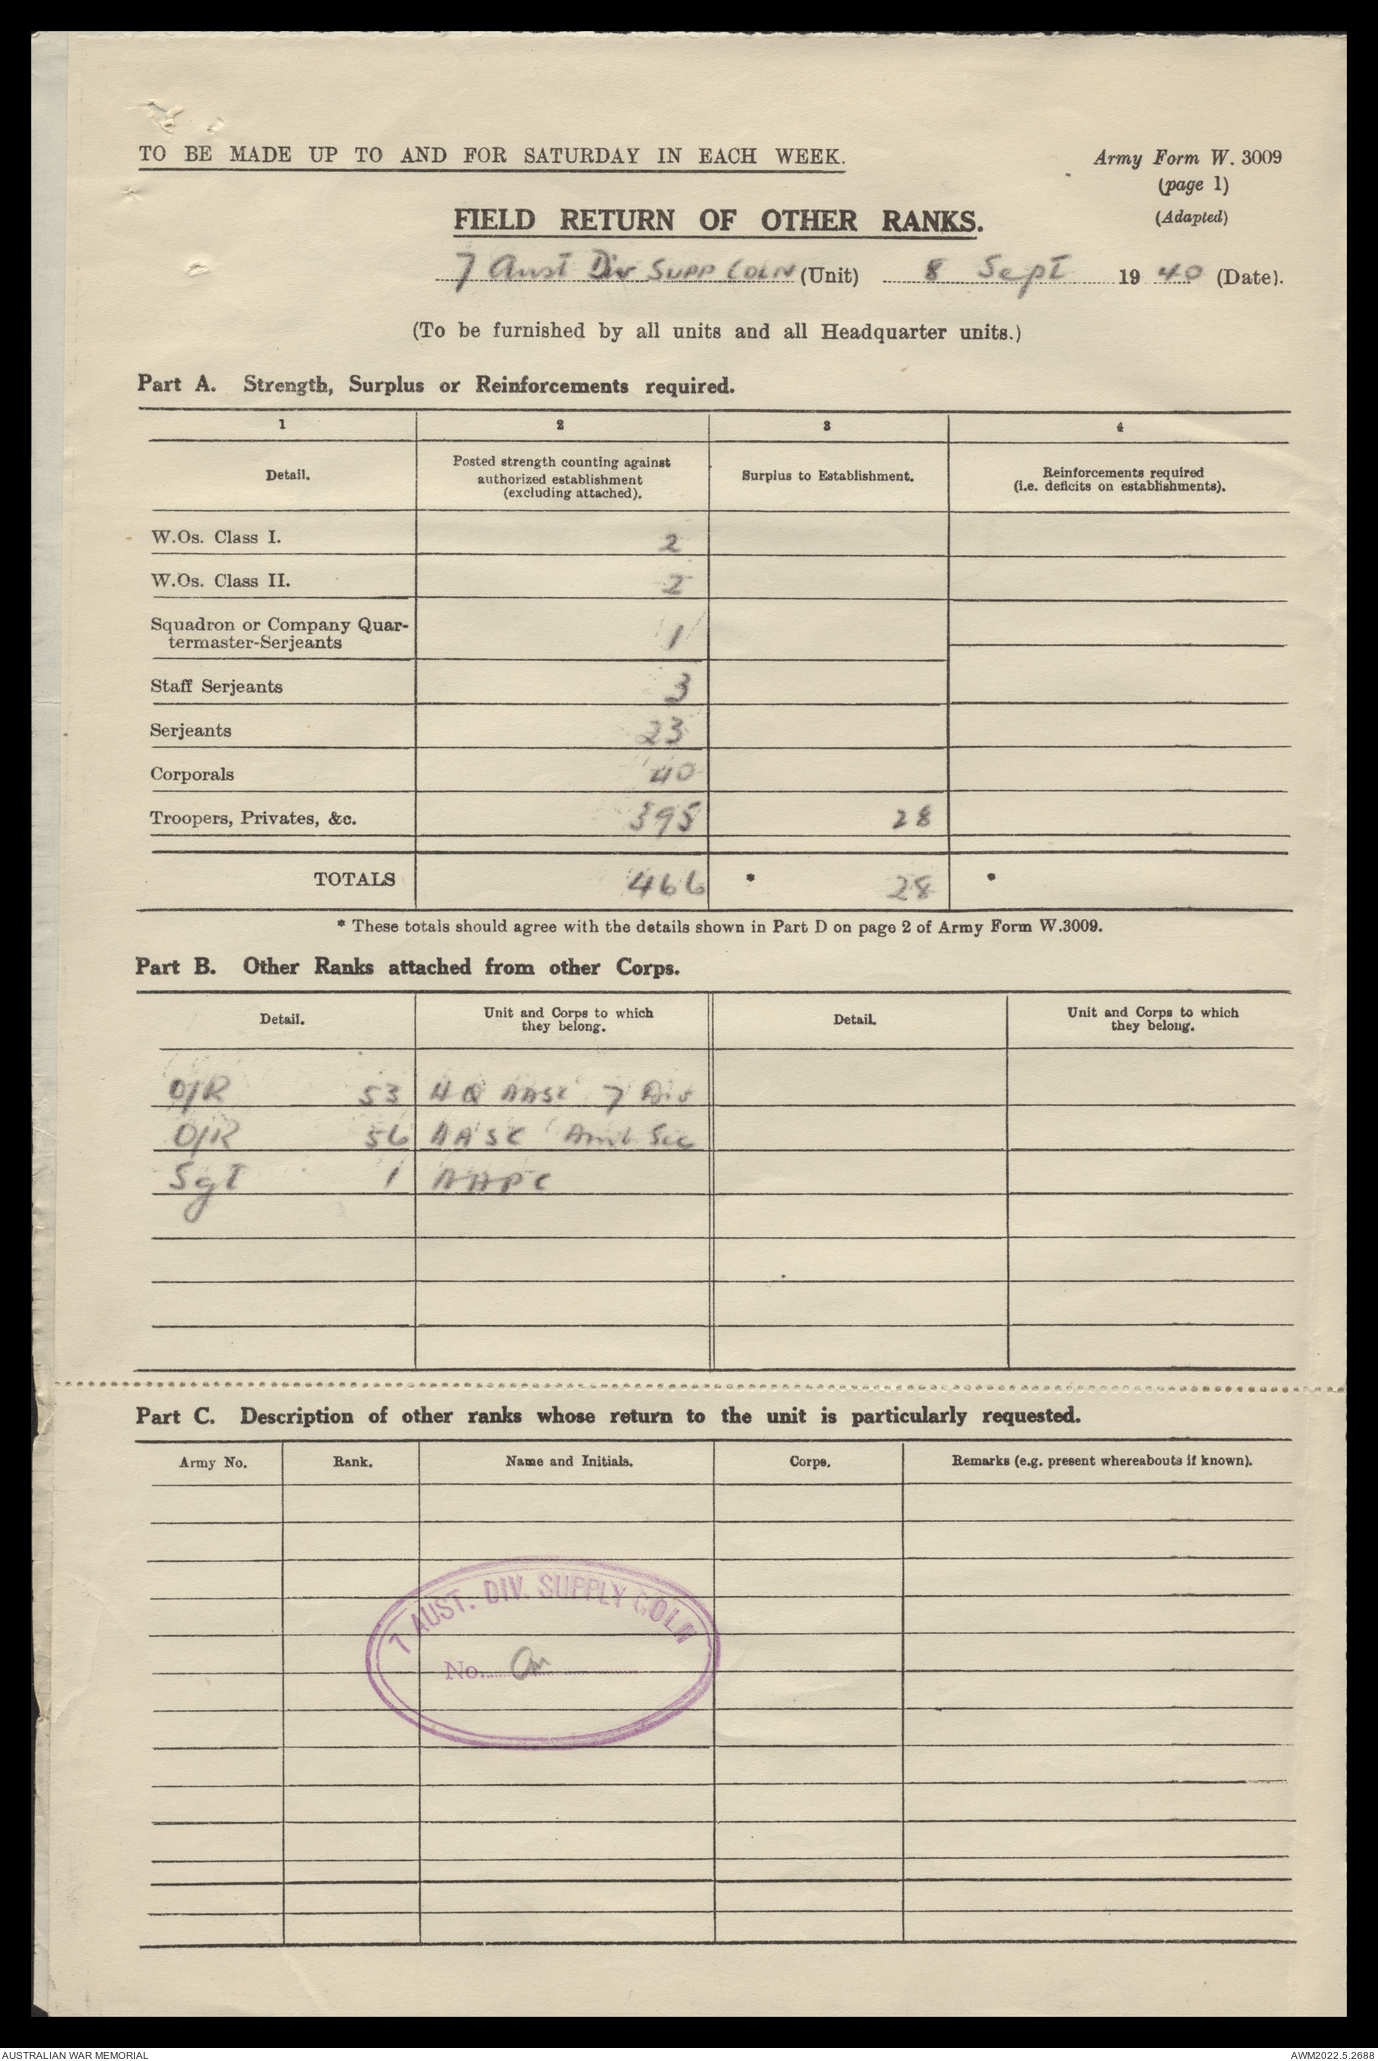 TO BE MADE UP TO AND FOR SATURDAY IN EACH WEEK.
Army Form W. 3009
(page 1)
(Adapted)
FIELD RETURN OF OTHER RANKS.
7 Aust Div SUPP COLN (Unit) 8 Sept 1940 (Date).
(To be furnished by all units and all Headquarter units.)
Part A. Strength, Surplus or Reinforcements required.
1 2 3 4
Detail. Posted strength counting against authorized establishment (excluding attached). Surplus to Establishment. Reinforcements required (i.e. deficits on establishments).
W.Os. Class I. 2
W.Os. Class II. 2
Squadron or Company Quar-
termaster-Serjeants 1
Staff Serjeants 3
Serjeants 23
Corporals 40
Troopers, Privates, &c. 395 28
TOTALS 466 * 28 *
* These totals should agree with the details shown in Part D on page 2 of Army Form W.3009.
Part B. Other Ranks attached from other Corps.
Detail. Unit and Corps to which they belong. Detail. Unit and Corps to which they belong.
O/R 53 HQ AASC 7 Div
O/R 56 AASC Amb Sec
Sgt 1 AAPC
Part C. Description of other ranks whose return to the unit is particularly requested.
Army No. Rank. Name and Initials. Corps. Remarks (e.g. present whereabouts if known).
7 AUST. DIV. SUPPLY COLN
No.
AUSTRALIAN WAR MEMORIAL
AWM2022.5.2688